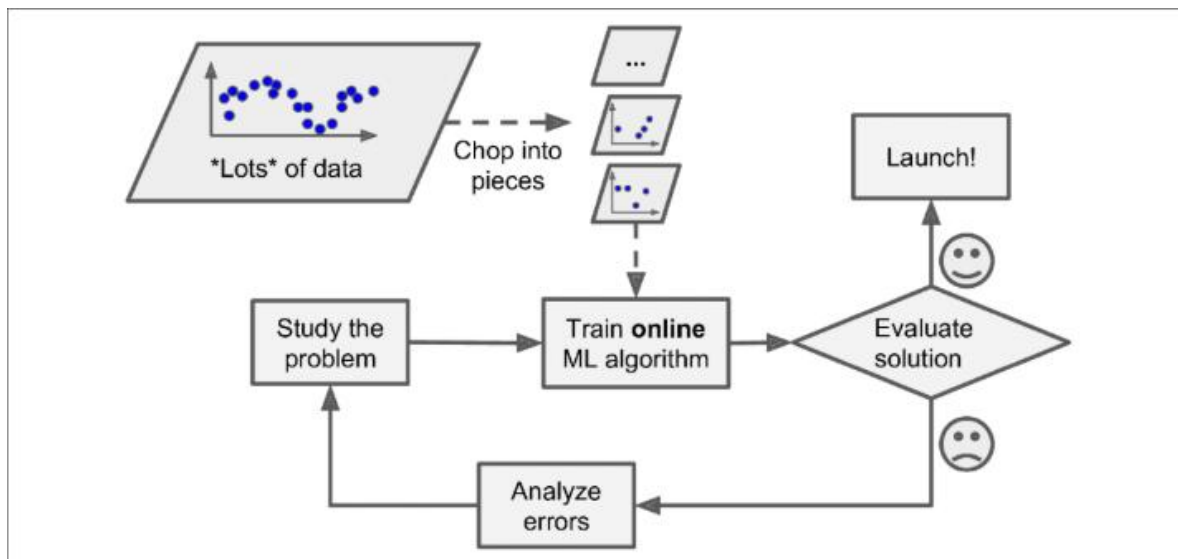 *Lots* of data
Chop into
pieces
...
Launch!
Study the
problem
Train online
ML algorithm
Evaluate
solution
Analyze
errors